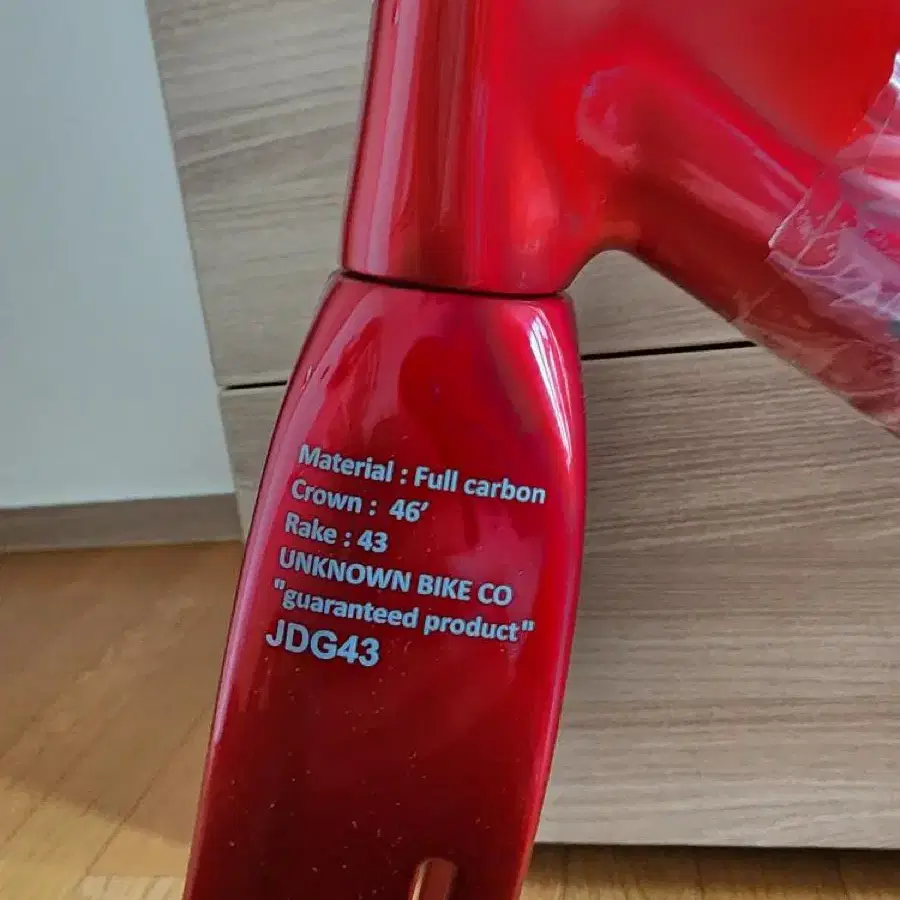 Material : Full carbon
Crown : 46'
Rake : 43
UNKNOWN BIKE CO
"guaranteed product"
JDG43